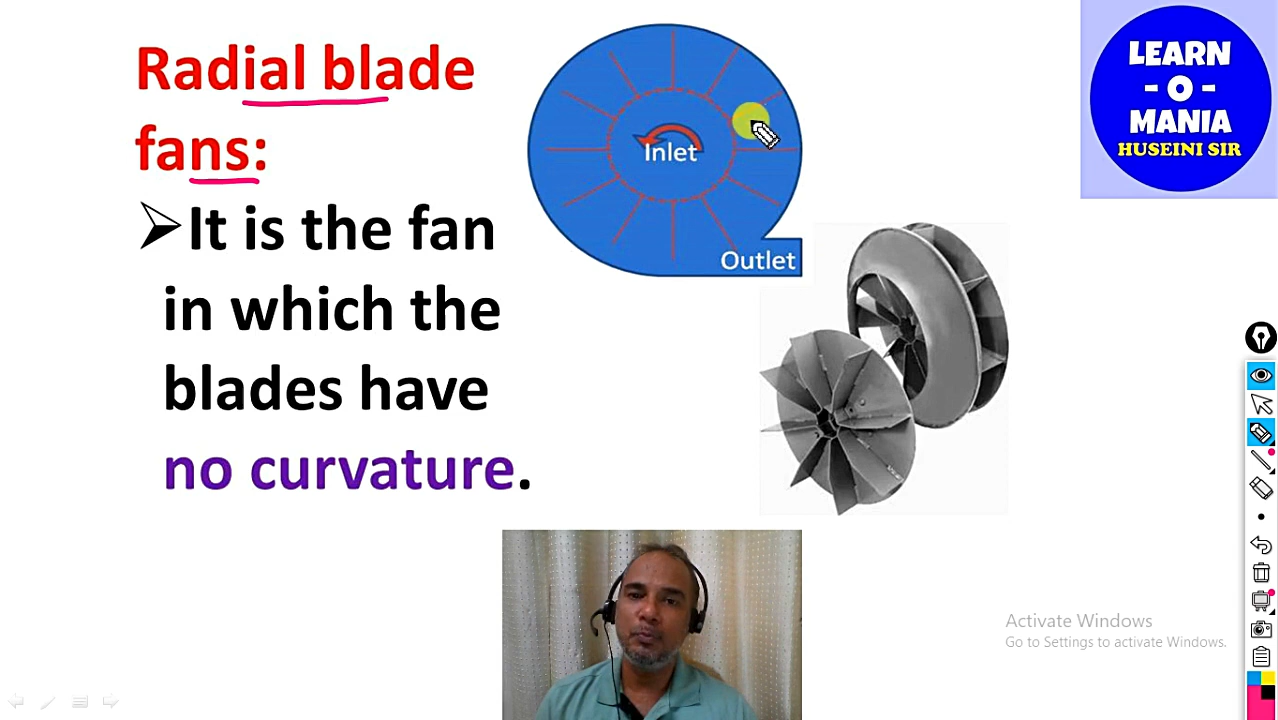 Radial blade
fans:
It is the fan
in which the
blades have
no curvature.
Inlet
Outlet
LEARN
- O -
MANIA
HUSEINI SIR
Activate Windows
Go to Settings to activate Windows.